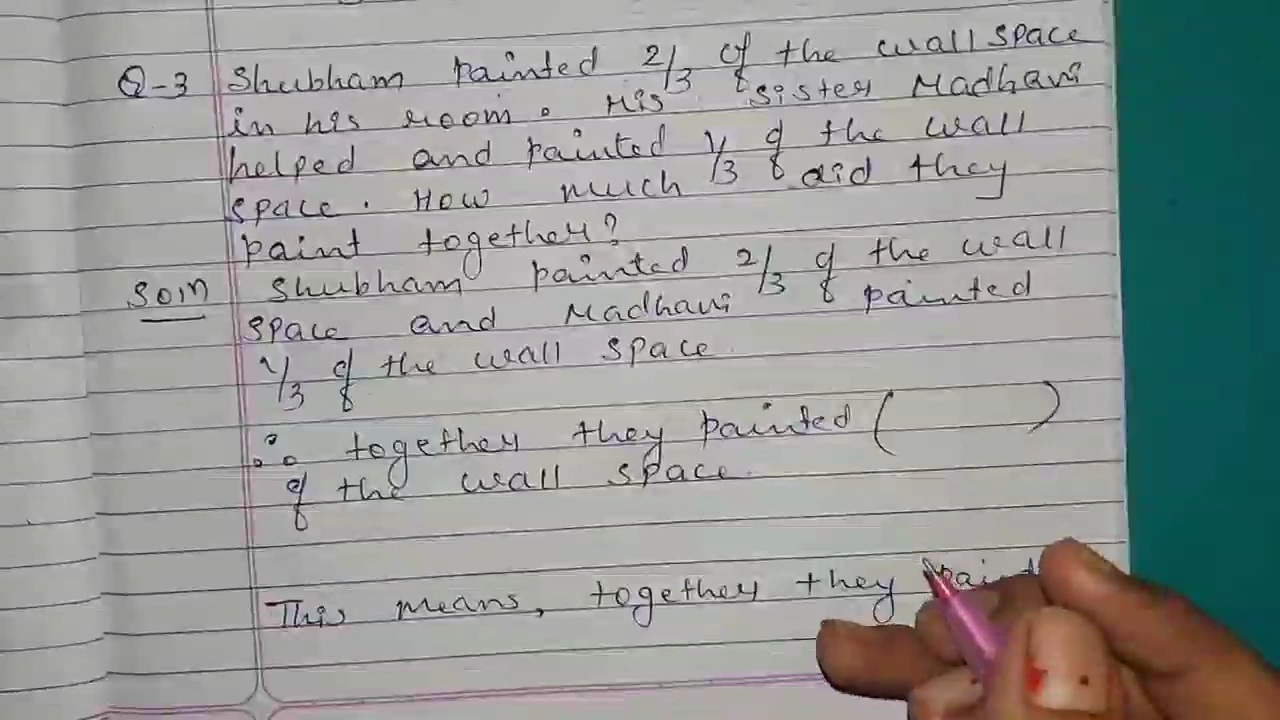 Q-3 Shubham painted 2/3 of the wall space
in his room. His sister Madhavi
helped and painted 1/3 of the wall
space. How much did they
paint together?
Soln Shubham painted 2/3 of the wall
space and Madhavi painted
1/3 of the wall space.
∴ together they painted ( )
of the wall space.
This means, together they